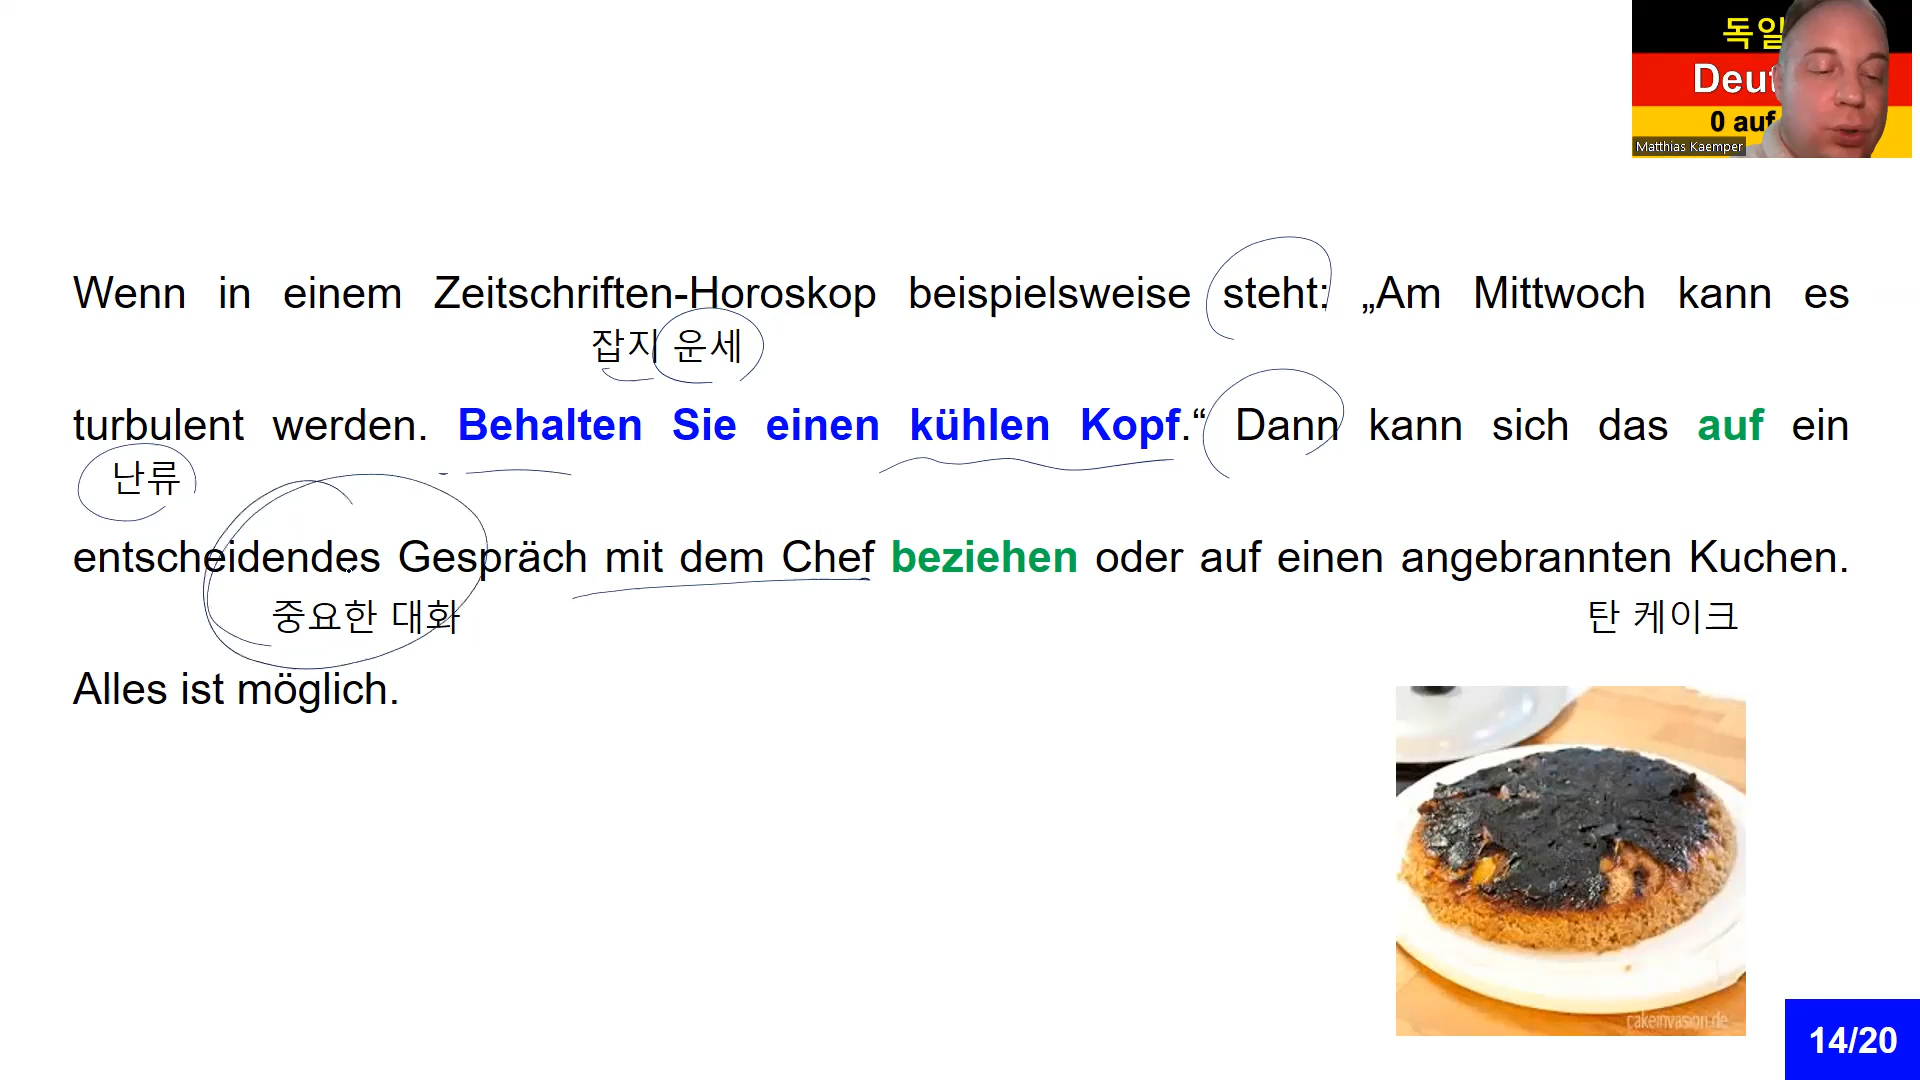 독일
Deut
0 auf
Matthias Kaemper
Wenn in einem Zeitschriften-Horoskop beispielsweise steht: „Am Mittwoch kann es
잡지 운세
turbulent werden. Behalten Sie einen kühlen Kopf.“ Dann kann sich das auf ein
난류
entscheidendes Gespräch mit dem Chef beziehen oder auf einen angebrannten Kuchen.
중요한 대화 탄 케이크
Alles ist möglich.
cakeinvasion.de
14/20